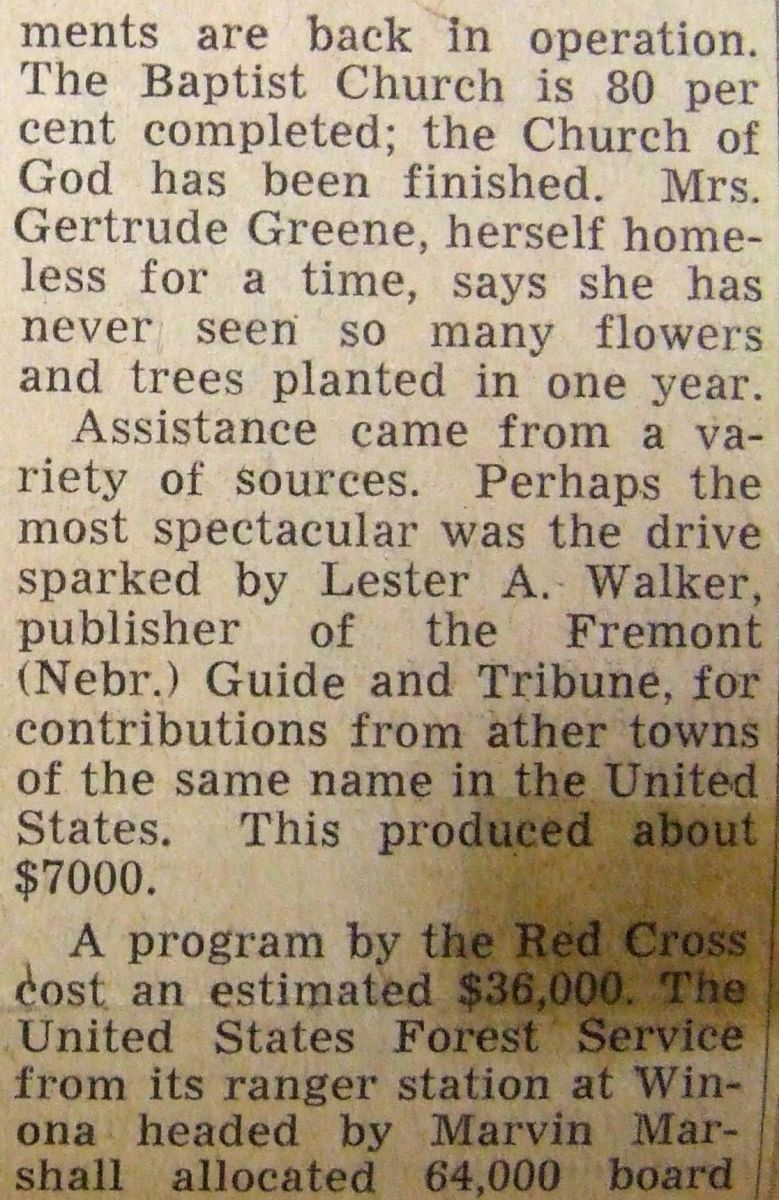 ments are back in operation.
The Baptist Church is 80 per
cent completed; the Church of
God has been finished. Mrs.
Gertrude Greene, herself home-
less for a time, says she has
never seen so many flowers
and trees planted in one year.
Assistance came from a va-
riety of sources. Perhaps the
most spectacular was the drive
sparked by Lester A. Walker,
publisher of the Fremont
(Nebr.) Guide and Tribune, for
contributions from ather towns
of the same name in the United
States. This produced about
$7000.
A program by the Red Cross
cost an estimated $36,000. The
United States Forest Service
from its ranger station at Win-
ona headed by Marvin Mar-
shall allocated 64,000 board